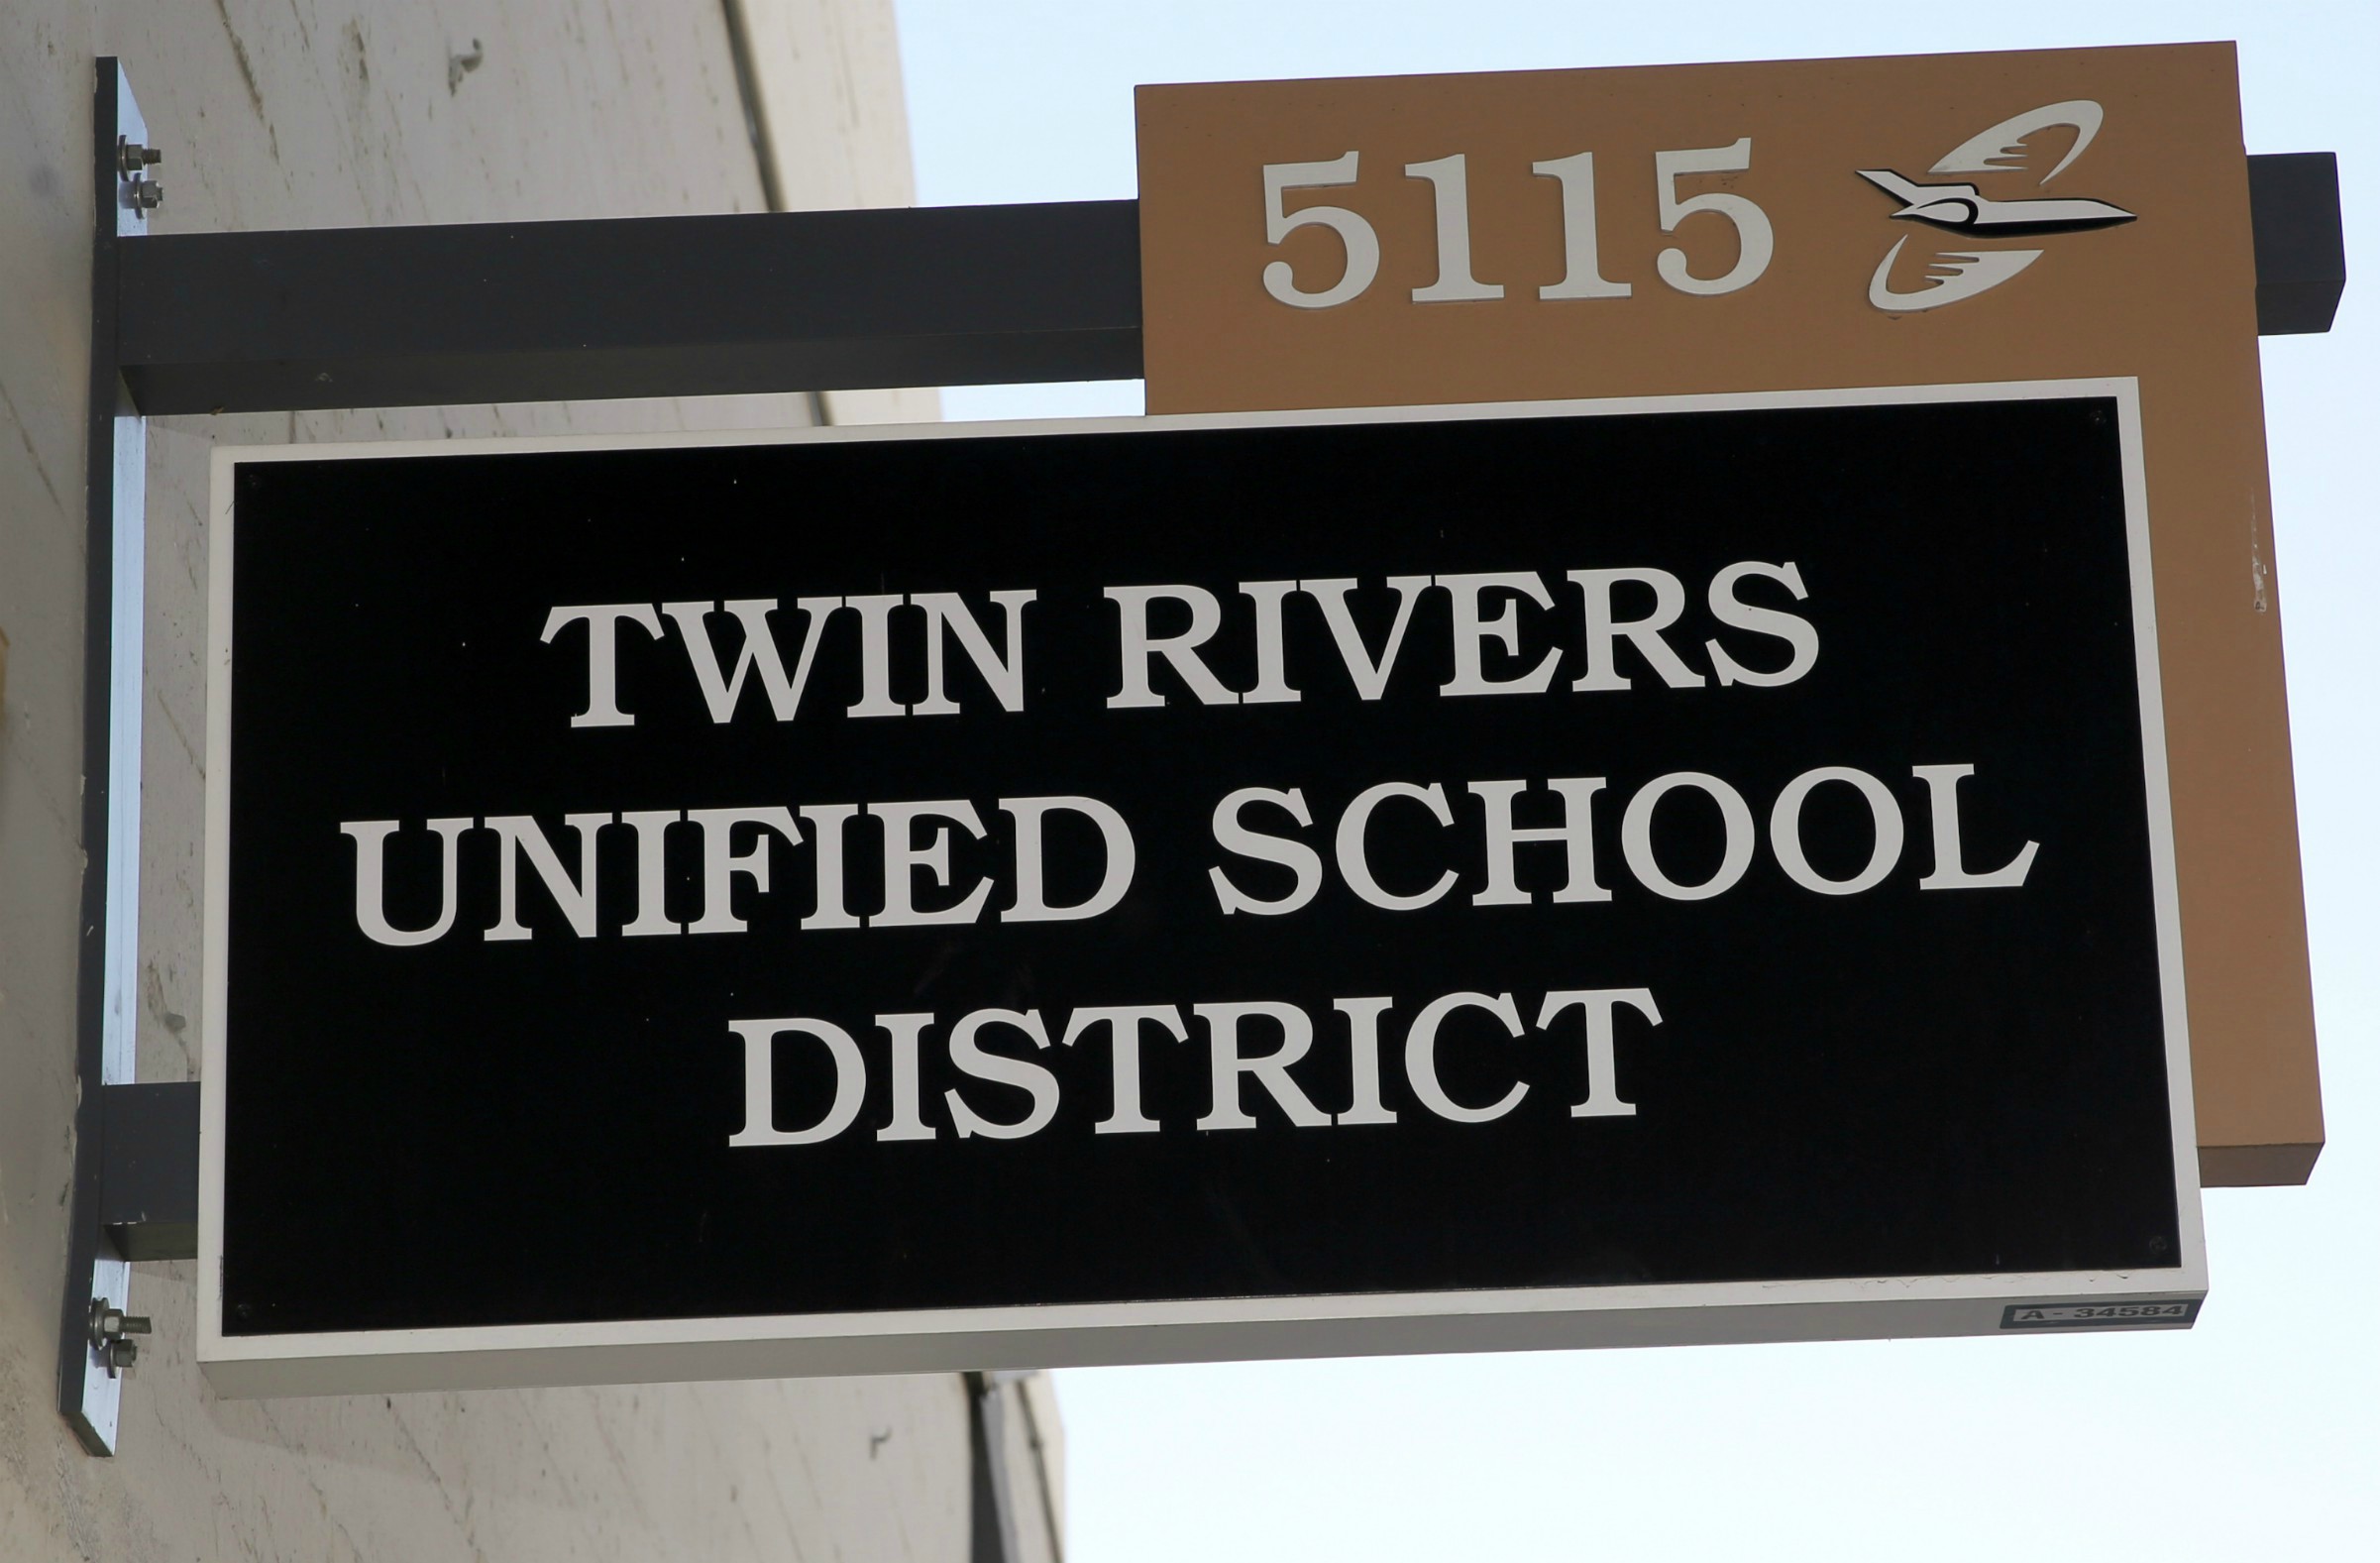 5115
TWIN RIVERS
UNIFIED SCHOOL
DISTRICT
A - 34584